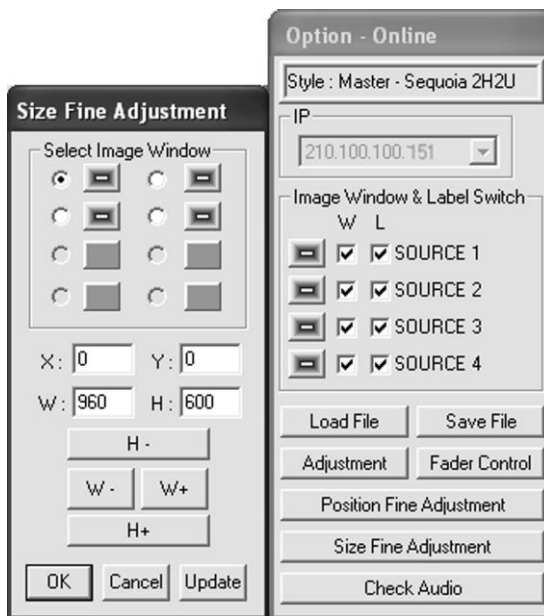 Size Fine Adjustment
Select Image Window
X: 0 Y: 0
W: 960 H: 600
H -
W - W+
H+
OK Cancel Update
Option - Online
Style : Master - Sequoia 2H2U
IP
210.100.100.151
Image Window & Label Switch
W L
SOURCE 1
SOURCE 2
SOURCE 3
SOURCE 4
Load File Save File
Adjustment Fader Control
Position Fine Adjustment
Size Fine Adjustment
Check Audio